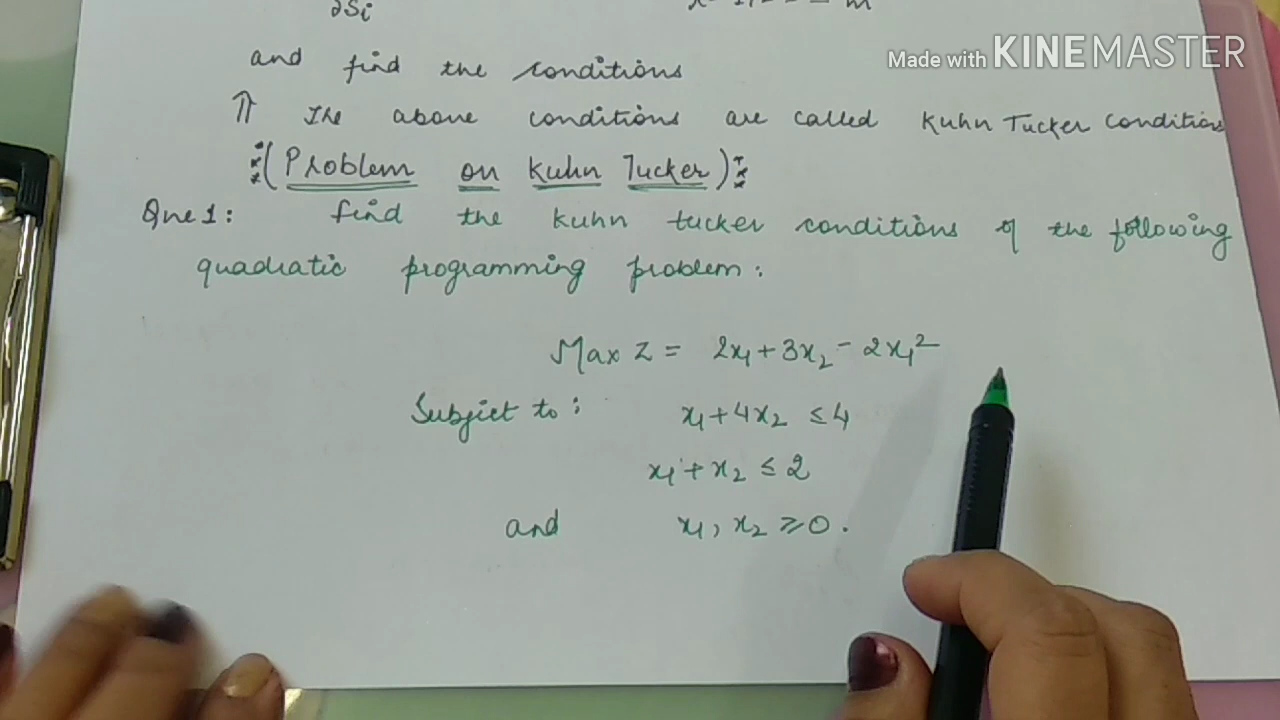 ∂Si
Made with KINEMASTER
and find the conditions
⇑ The above conditions are called Kuhn Tucker Conditions
(Problem on Kuhn Tucker)
Que 1: find the kuhn tucker conditions of the following
quadratic programming problem:
Max Z = 2x₁ + 3x₂ - 2x₁²
Subject to: x₁ + 4x₂ ≤ 4
x₁ + x₂ ≤ 2
and x₁, x₂ ≥ 0.